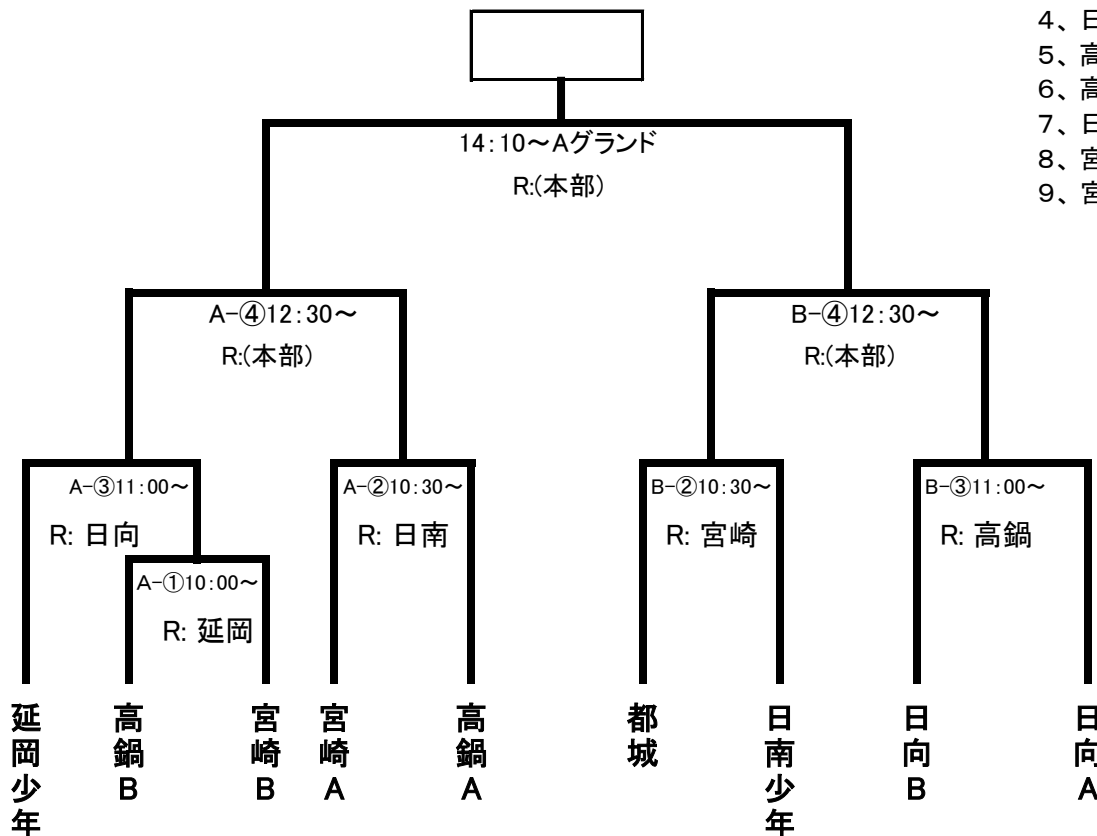 4、日
5、高
6、高
7、日
8、宮
9、宮
14:10～Aグランド
R:(本部)
A-④12:30～
R:(本部)
B-④12:30～
R:(本部)
A-③11:00～
R: 日向
A-②10:30～
R: 日南
B-②10:30～
R: 宮崎
B-③11:00～
R: 高鍋
A-①10:00～
R: 延岡
延岡少年
高鍋B
宮崎B
宮崎A
高鍋A
都城
日南少年
日向B
日向A